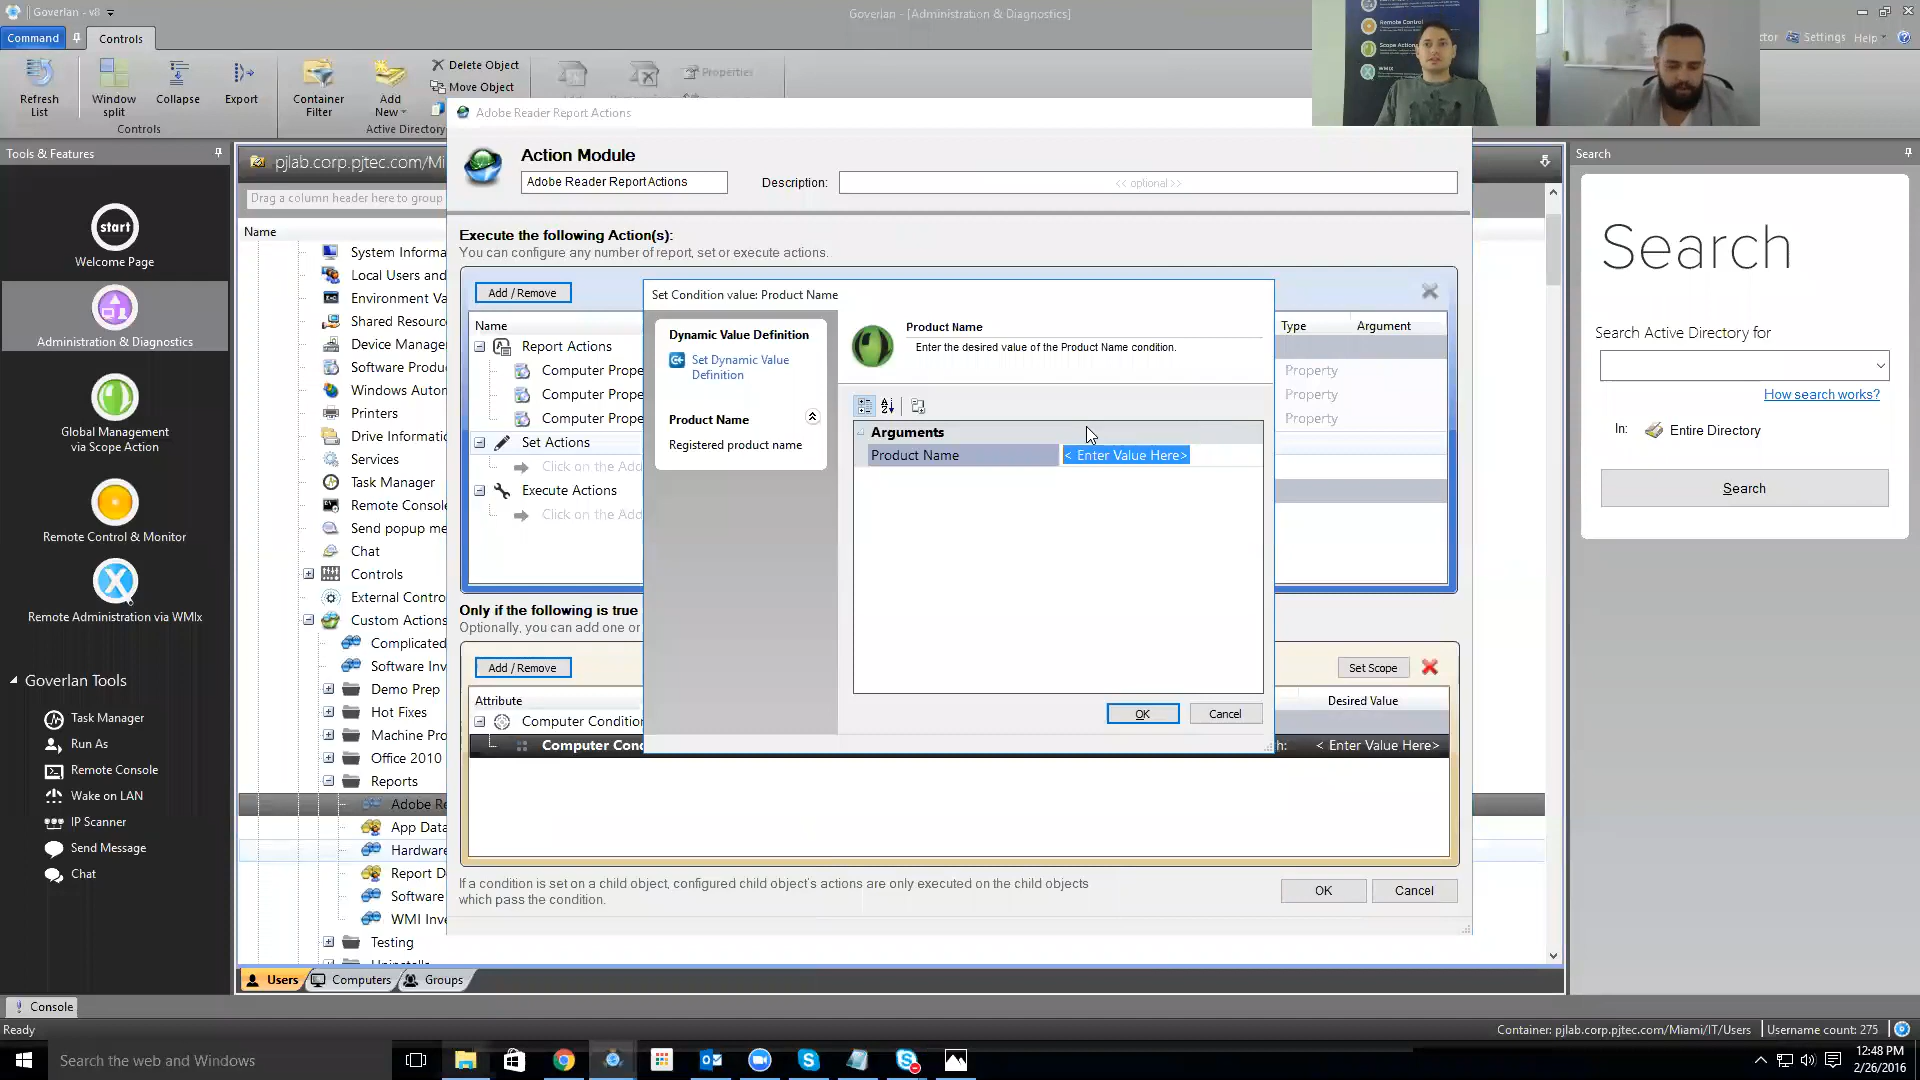 Goverlan - v8
Goverlan - [Administration & Diagnostics]
Command
Controls
Settings
Help
Refresh
List
Window
split
Collapse
Export
Container
Filter
Add
New
Delete Object
Move Object
Properties
Controls
Active Directory
Remote Control
Scope Actions
WMIX
Tools & Features
start
Welcome Page
Administration & Diagnostics
Global Management
via Scope Action
Remote Control & Monitor
Remote Administration via WMIx
Goverlan Tools
Task Manager
Run As
Remote Console
Wake on LAN
IP Scanner
Send Message
Chat
pjlab.corp.pjtec.com/Mi
Drag a column header here to group
Name
System Informa
Local Users and
Environment Va
Shared Resourc
Device Manage
Software Produ
Windows Autom
Printers
Drive Informati
Services
Task Manager
Remote Console
Send popup me
Chat
Controls
External Contro
Custom Actions
Complicated
Software Inv
Demo Prep
Hot Fixes
Machine Pro
Office 2010
Reports
Adobe Re
App Data
Hardware
Report D
Software
WMI Inve
Testing
Users
Computers
Groups
Adobe Reader Report Actions
Action Module
Adobe Reader Report Actions
Description:
<< optional >>
Execute the following Action(s):
You can configure any number of report, set or execute actions.
Add / Remove
Name
Type
Argument
Report Actions
Computer Prope
Property
Computer Prope
Property
Computer Prope
Property
Set Actions
Click on the Add
Execute Actions
Click on the Add
Only if the following is true
Optionally, you can add one or
Add / Remove
Set Scope
Attribute
Desired Value
Computer Condition
Computer Cond
h:
< Enter Value Here>
If a condition is set on a child object, configured child object's actions are only executed on the child objects
which pass the condition.
OK
Cancel
Set Condition value: Product Name
Dynamic Value Definition
Set Dynamic Value
Definition
Product Name
Registered product name
Product Name
Enter the desired value of the Product Name condition.
Arguments
Product Name
< Enter Value Here>
OK
Cancel
Search
Search
Search Active Directory for
How search works?
In:
Entire Directory
Search
Console
Ready
Container: pjlab.corp.pjtec.com/Miami/IT/Users
Username count: 275
Search the web and Windows
12:48 PM
2/26/2016